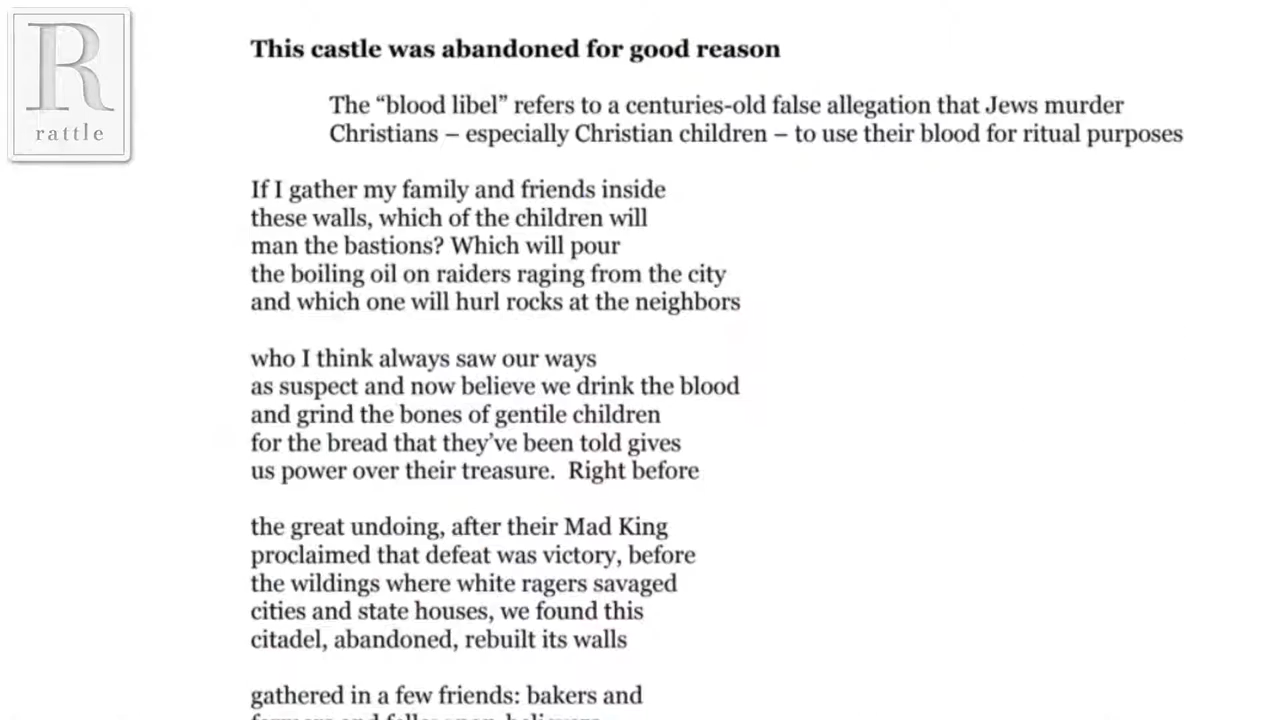 R
rattle
This castle was abandoned for good reason
The “blood libel” refers to a centuries-old false allegation that Jews murder
Christians – especially Christian children – to use their blood for ritual purposes
If I gather my family and friends inside
these walls, which of the children will
man the bastions? Which will pour
the boiling oil on raiders raging from the city
and which one will hurl rocks at the neighbors
who I think always saw our ways
as suspect and now believe we drink the blood
and grind the bones of gentile children
for the bread that they’ve been told gives
us power over their treasure.  Right before
the great undoing, after their Mad King
proclaimed that defeat was victory, before
the wildings where white ragers savaged
cities and state houses, we found this
citadel, abandoned, rebuilt its walls
gathered in a few friends: bakers and